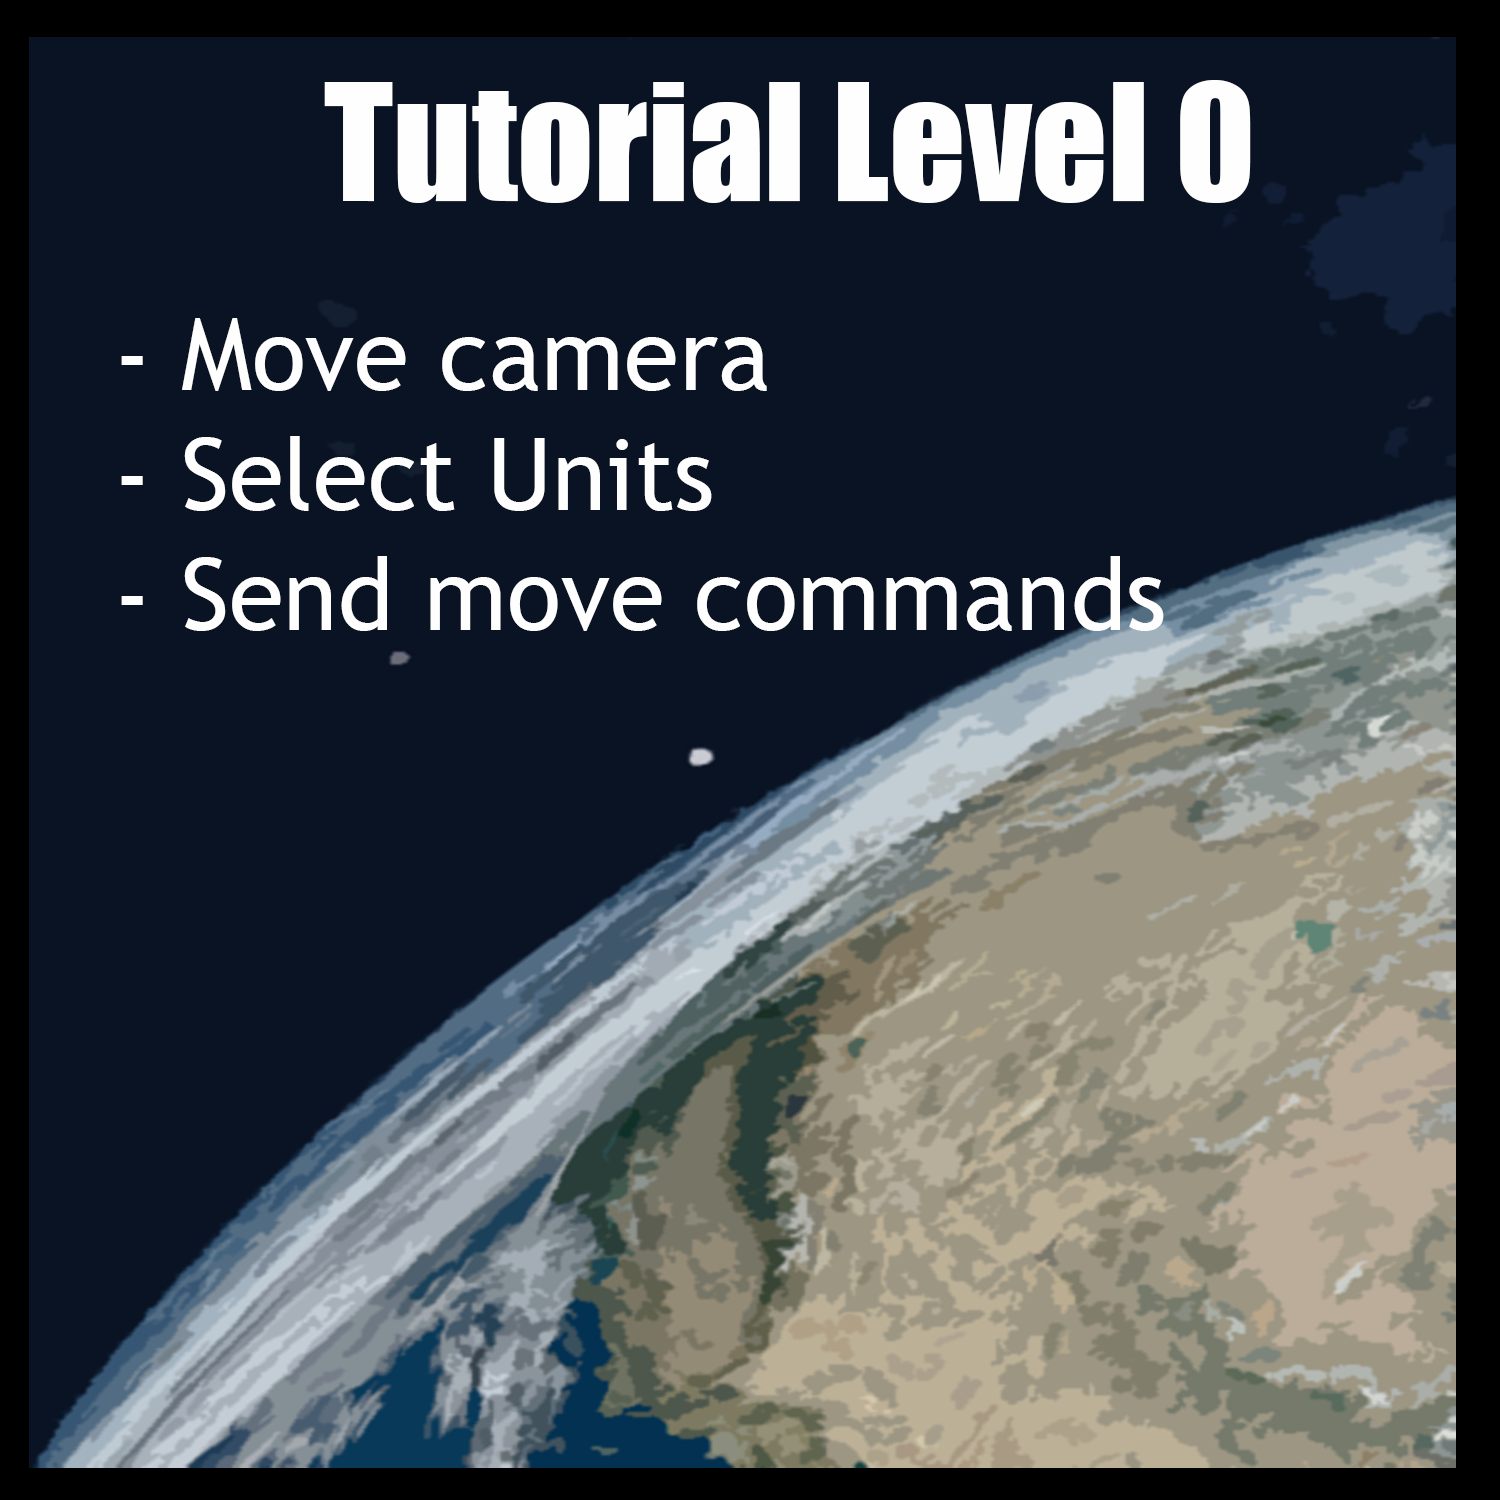 Tutorial Level 0
- Move camera
- Select Units
- Send move commands